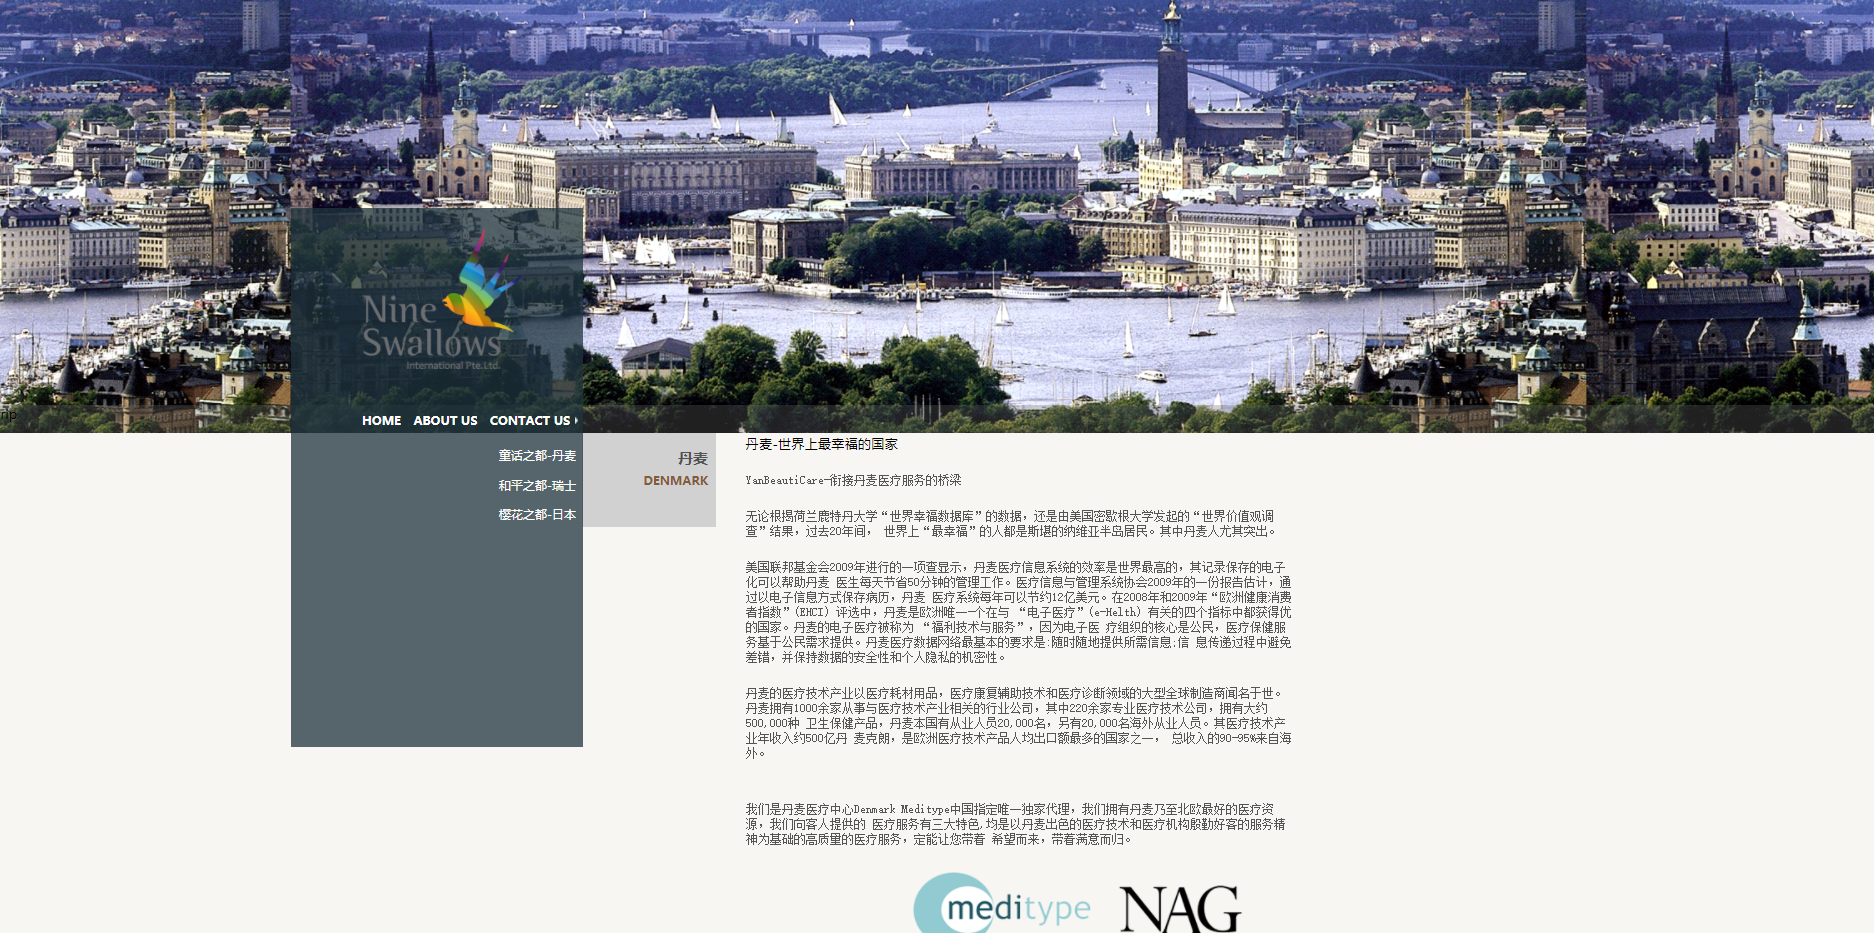 Nine
Swallows
International Pte.Ltd.
np
HOME ABOUT US CONTACT US
童话之都-丹麦
和平之都-瑞士
樱花之都-日本
丹麦
DENMARK
丹麦-世界上最幸福的国家
YanBeautiCare-衔接丹麦医疗服务的桥梁
无论根据荷兰鹿特丹大学“世界幸福数据库”的数据，还是由美国密歇根大学发起的“世界价值观调
查”结果，过去20年间， 世界上“最幸福”的人都是斯堪的纳维亚半岛居民。其中丹麦人尤其突出。
美国联邦基金会2009年进行的一项查显示，丹麦医疗信息系统的效率是世界最高的，其记录保存的电子
化可以帮助丹麦 医生每天节省50分钟的管理工作。医疗信息与管理系统协会2009年的一份报告估计，通
过以电子信息方式保存病历，丹麦 医疗系统每年可以节约12亿美元。在2008年和2009年“欧洲健康消费
者指数”(EHCI) 评选中，丹麦是欧洲唯一一个在与 “电子医疗”(e-Helth) 有关的四个指标中都获得优
的国家。丹麦的电子医疗被称为 “福利技术与服务”，因为电子医 疗组织的核心是公民，医疗保健服
务基于公民需求提供。丹麦医疗数据网络最基本的要求是:随时随地提供所需信息;信 息传递过程中避免
差错，并保持数据的安全性和个人隐私的机密性。
丹麦的医疗技术产业以医疗耗材用品，医疗康复辅助技术和医疗诊断领域的大型全球制造商闻名于世。
丹麦拥有1000余家从事与医疗技术产业相关的行业公司，其中220余家专业医疗技术公司，拥有大约
500,000种 卫生保健产品，丹麦本国有从业人员20,000名，另有20,000名海外从业人员。其医疗技术产
业年收入约500亿丹 麦克朗，是欧洲医疗技术产品人均出口额最多的国家之一， 总收入的90-95%来自海
外。
我们是丹麦医疗中心Denmark Meditype中国指定唯一独家代理，我们拥有丹麦乃至北欧最好的医疗资
源，我们向客人提供的 医疗服务有三大特色,均是以丹麦出色的医疗技术和医疗机构殷勤好客的服务精
神为基础的高质量的医疗服务，定能让您带着 希望而来，带着满意而归。
meditype NAG